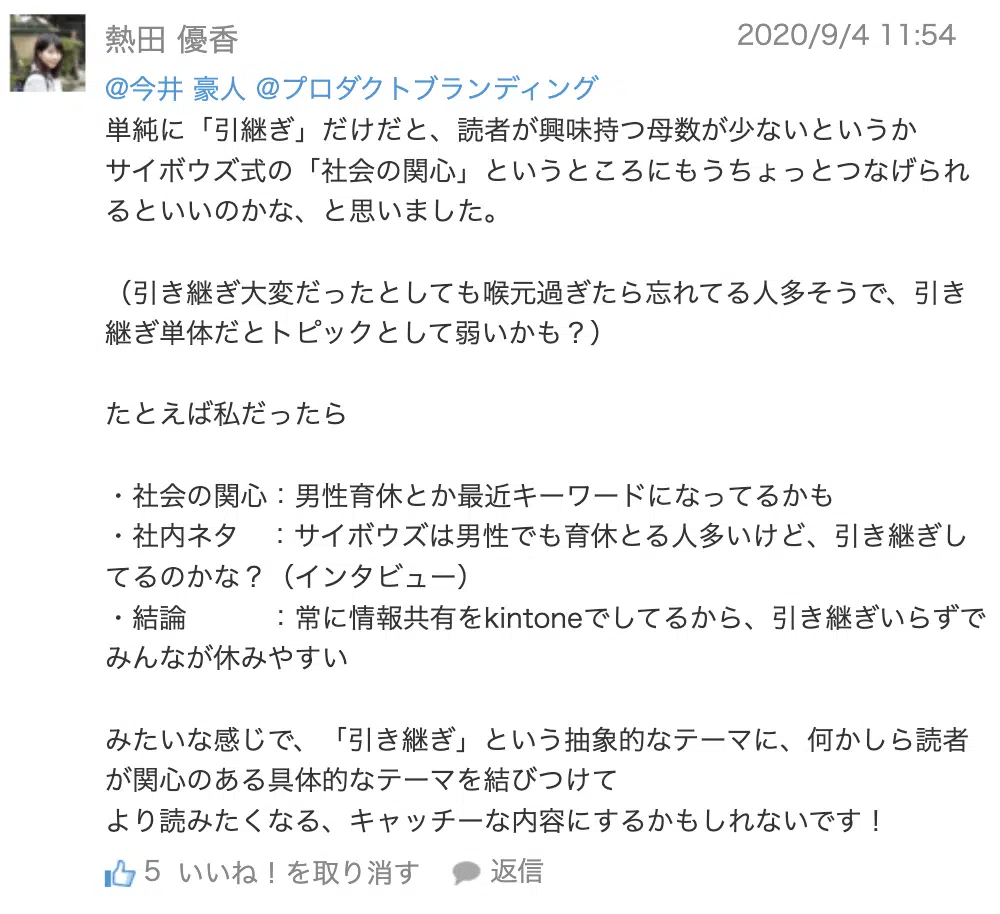 熱田 優香
2020/9/4 11:54
@今井 豪人 @プロダクトブランディング
単純に「引継ぎ」だけだと、読者が興味持つ母数が少ないというか
サイボウズ式の「社会の関心」というところにもうちょっとつなげられ
るといいのかな、と思いました。
（引き継ぎ大変だったとしても喉元過ぎたら忘れてる人多そうで、引き
継ぎ単体だとトピックとして弱いかも？）
たとえば私だったら
・社会の関心：男性育休とか最近キーワードになってるかも
・社内ネタ　：サイボウズは男性でも育休とる人多いけど、引き継ぎし
てるのかな？（インタビュー）
・結論　　　：常に情報共有をkintoneでしてるから、引き継ぎいらずで
みんなが休みやすい
みたいな感じで、「引き継ぎ」という抽象的なテーマに、何かしら読者
が関心のある具体的なテーマを結びつけて
より読みたくなる、キャッチーな内容にするかもしれないです！
5 いいね！を取り消す 返信